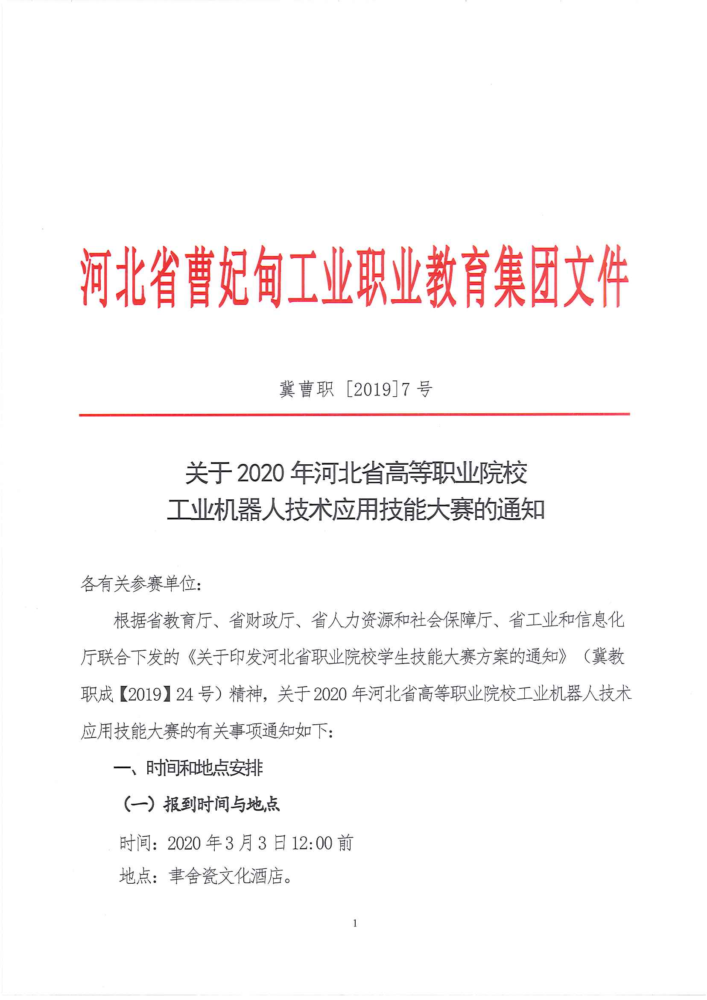 河北省曹妃甸工业职业教育集团文件
冀曹职 [2019]7 号
关于 2020 年河北省高等职业院校
工业机器人技术应用技能大赛的通知
各有关参赛单位：
根据省教育厅、省财政厅、省人力资源和社会保障厅、省工业和信息化
厅联合下发的《关于印发河北省职业院校学生技能大赛方案的通知》（冀教
职成【2019】24 号）精神，关于 2020 年河北省高等职业院校工业机器人技术
应用技能大赛的有关事项通知如下：
一、时间和地点安排
（一）报到时间与地点
时间：2020 年 3 月 3 日 12:00 前
地点：聿舍瓷文化酒店。
1